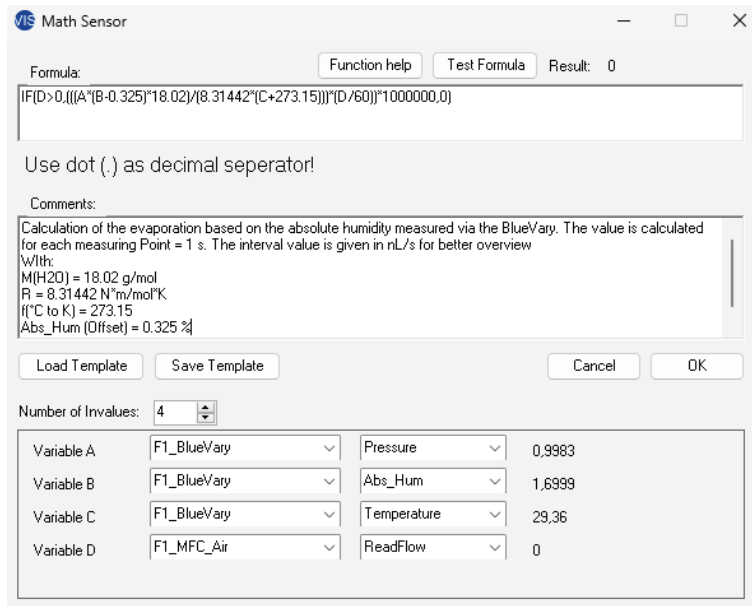 VIS Math Sensor
Formula:
Function help
Test Formula
Result: 0
IF(D>0,(((A*(B-0.325)*18.02)/(8.31442*(C+273.15)))*(D/60))*1000000,0)
Use dot (.) as decimal seperator!
Comments:
Calculation of the evaporation based on the absolute humidity measured via the BlueVary. The value is calculated
for each measuring Point = 1 s. The interval value is given in nL/s for better overview
WIth:
M(H2O) = 18.02 g/mol
R = 8.31442 N*m/mol*K
f(°C to K) = 273.15
Abs_Hum (Offset) = 0.325 %
Load Template
Save Template
Cancel
OK
Number of Invalues: 4
Variable A F1_BlueVary Pressure 0,9983
Variable B F1_BlueVary Abs_Hum 1,6999
Variable C F1_BlueVary Temperature 29,36
Variable D F1_MFC_Air ReadFlow 0